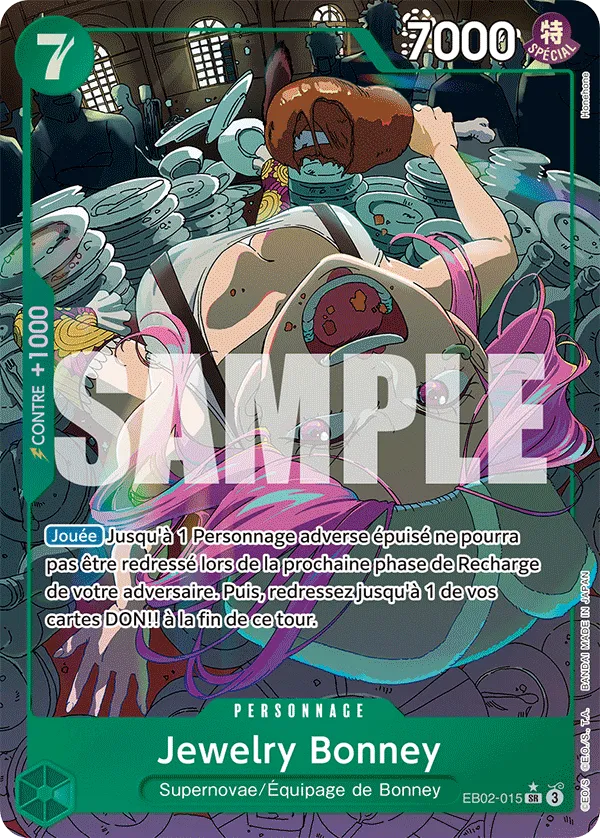 7
7000
特
SPÉCIAL
Hanahane
CONTRE +1000
SAMPLE
Jouée Jusqu'à 1 Personnage adverse épuisé ne pourra
pas être redressé lors de la prochaine phase de Recharge
de votre adversaire. Puis, redressez jusqu'à 1 de vos
cartes DON!! à la fin de ce tour.
PERSONNAGE
Jewelry Bonney
Supernovae/Équipage de Bonney
EB02-015 SR 3
©ED/S ©E.O./S., T.A. BANDAI MADE IN JAPAN